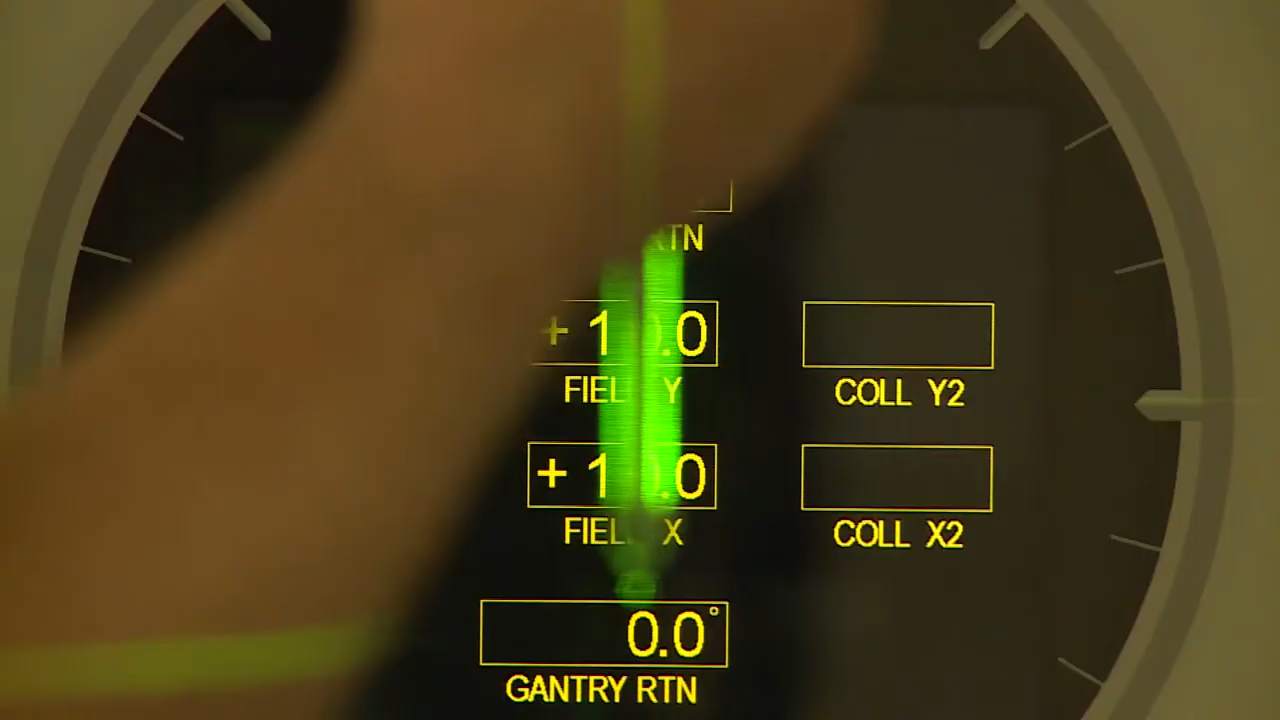 RTN
+ 1 .0
FIEL Y COLL Y2
+ 1 .0
FIEL X COLL X2
0.0°
GANTRY RTN